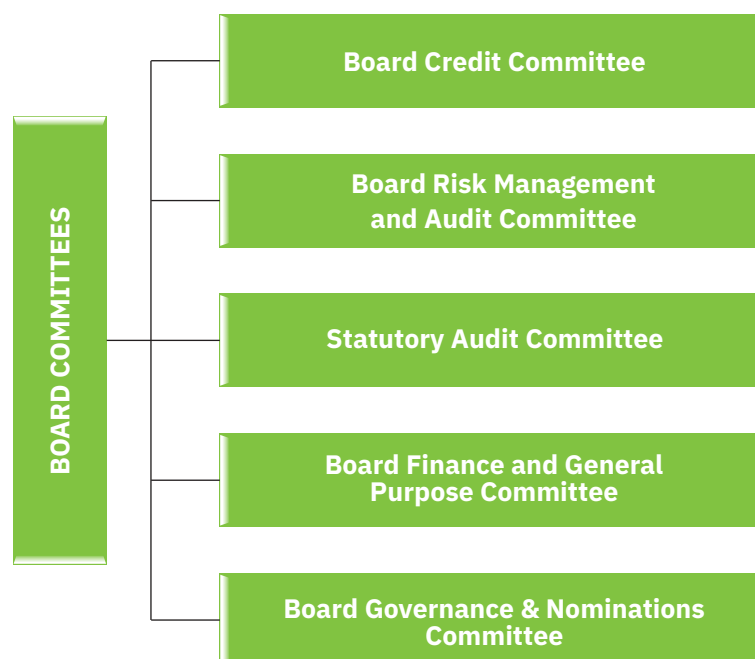 BOARD COMMITTEES
Board Credit Committee
Board Risk Management
and Audit Committee
Statutory Audit Committee
Board Finance and General
Purpose Committee
Board Governance & Nominations
Committee